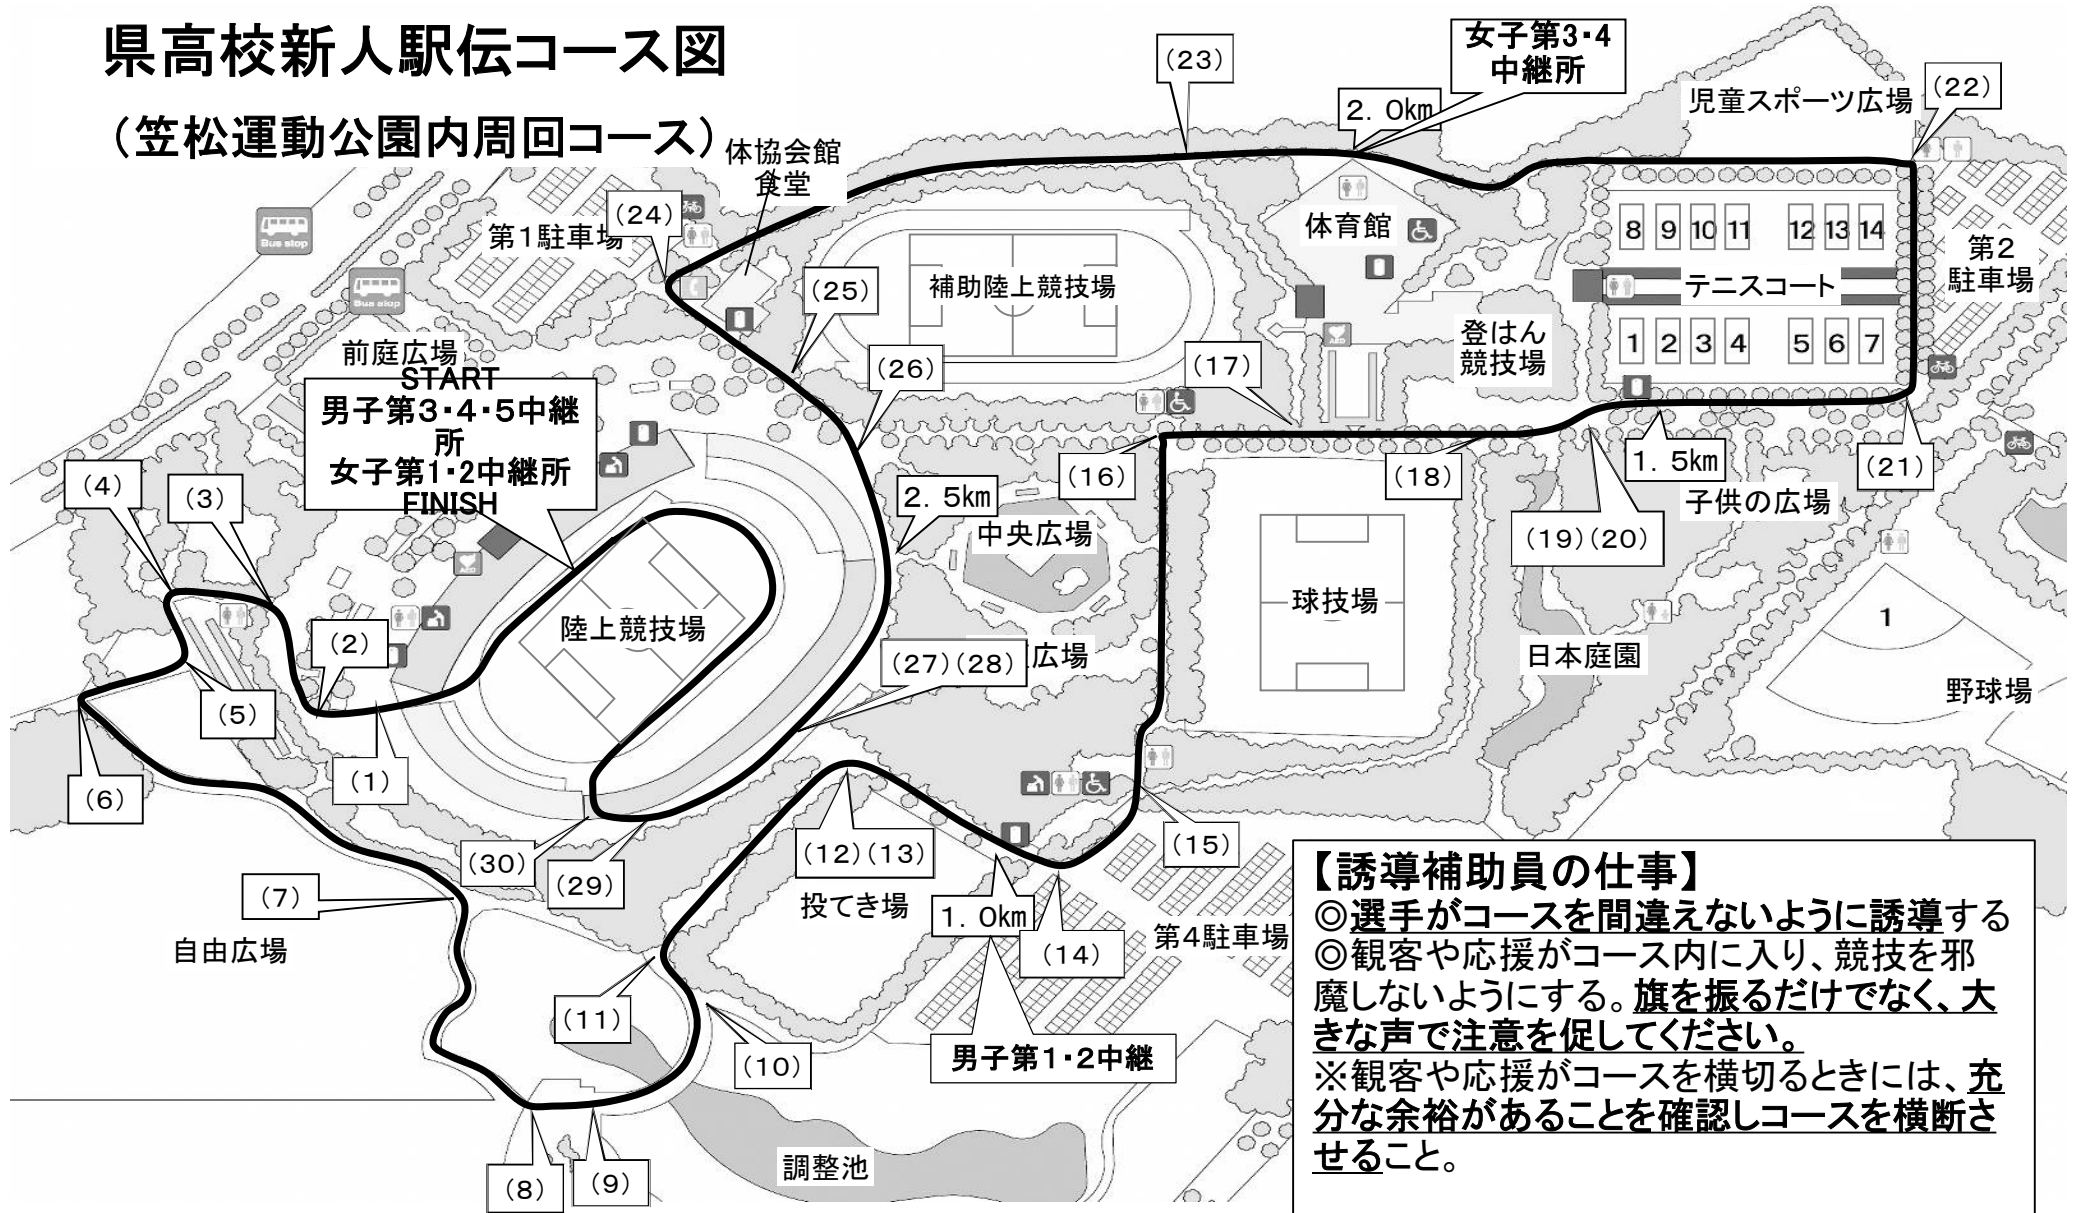 県高校新人駅伝コース図
（笠松運動公園内周回コース）
体協会館
食堂
(23)
女子第3・4
中継所
2．0km
児童スポーツ広場
(22)
(24)
第1駐車場
Bus stop
Bus stop
体育館
8 9 10 11 12 13 14
第2
駐車場
テニスコート
1 2 3 4 5 6 7
(25)
補助陸上競技場
登はん
競技場
AED
前庭広場
START
男子第3・4・5中継
所
女子第1・2中継所
FINISH
(26)
(17)
(4)
(3)
2．5km
中央広場
(16)
(18)
1．5km
(21)
子供の広場
(19)(20)
AED
陸上競技場
球技場
1
(2)
(27)(28)
広場
日本庭園
野球場
(5)
(1)
(6)
(30)
(29)
(12)(13)
(15)
(7)
投てき場
1．0km
(14)
第4駐車場
自由広場
(11)
(10)
男子第1・2中継
(8)
(9)
調整池
【誘導補助員の仕事】
◎選手がコースを間違えないように誘導する
◎観客や応援がコース内に入り、競技を邪
魔しないようにする。旗を振るだけでなく、大
きな声で注意を促してください。
※観客や応援がコースを横切るときには、充
分な余裕があることを確認しコースを横断さ
せること。